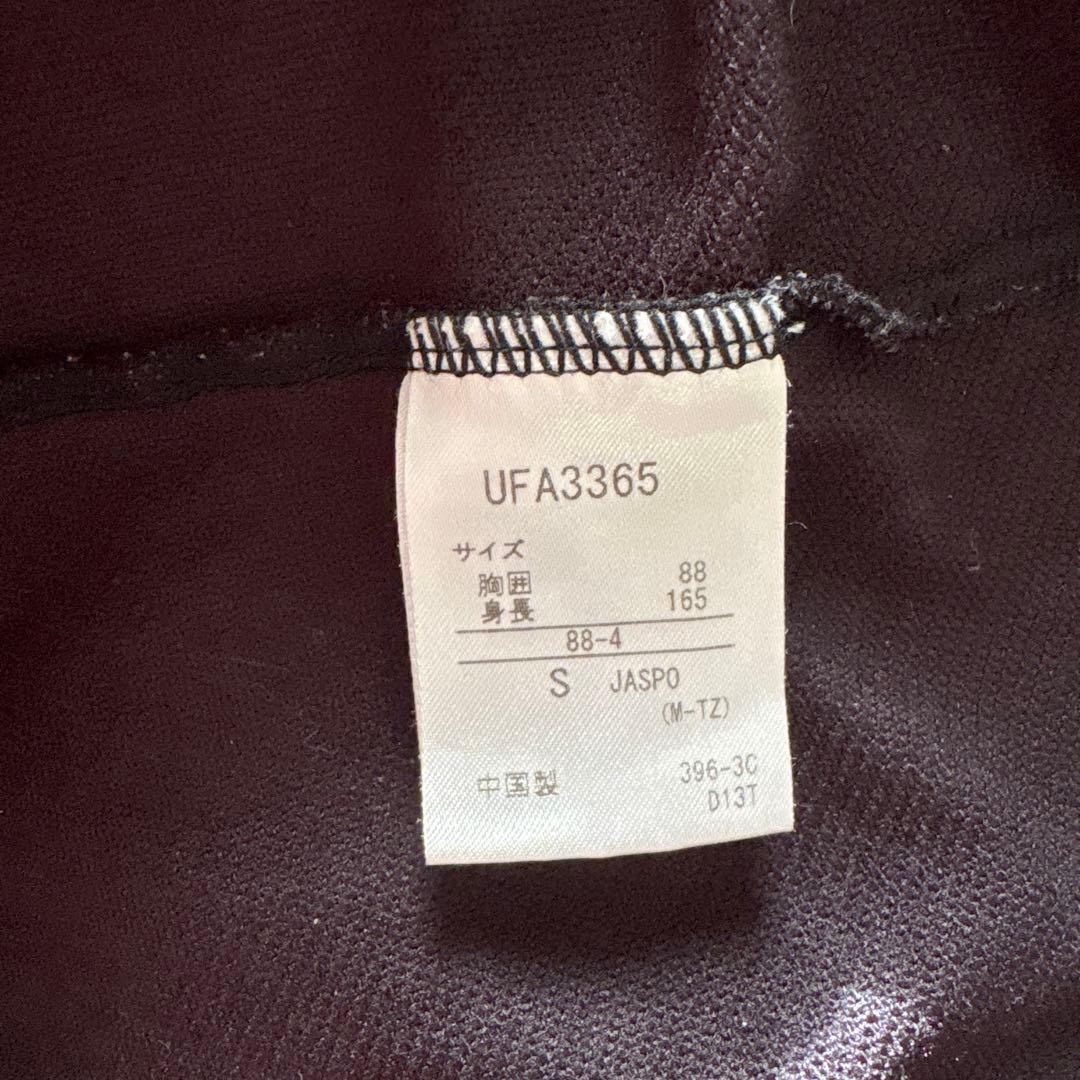 UFA3365
サイズ
胸囲 88
身長 165
88-4
S JASPO
(M-TZ)
中国製 396-3C
D13T